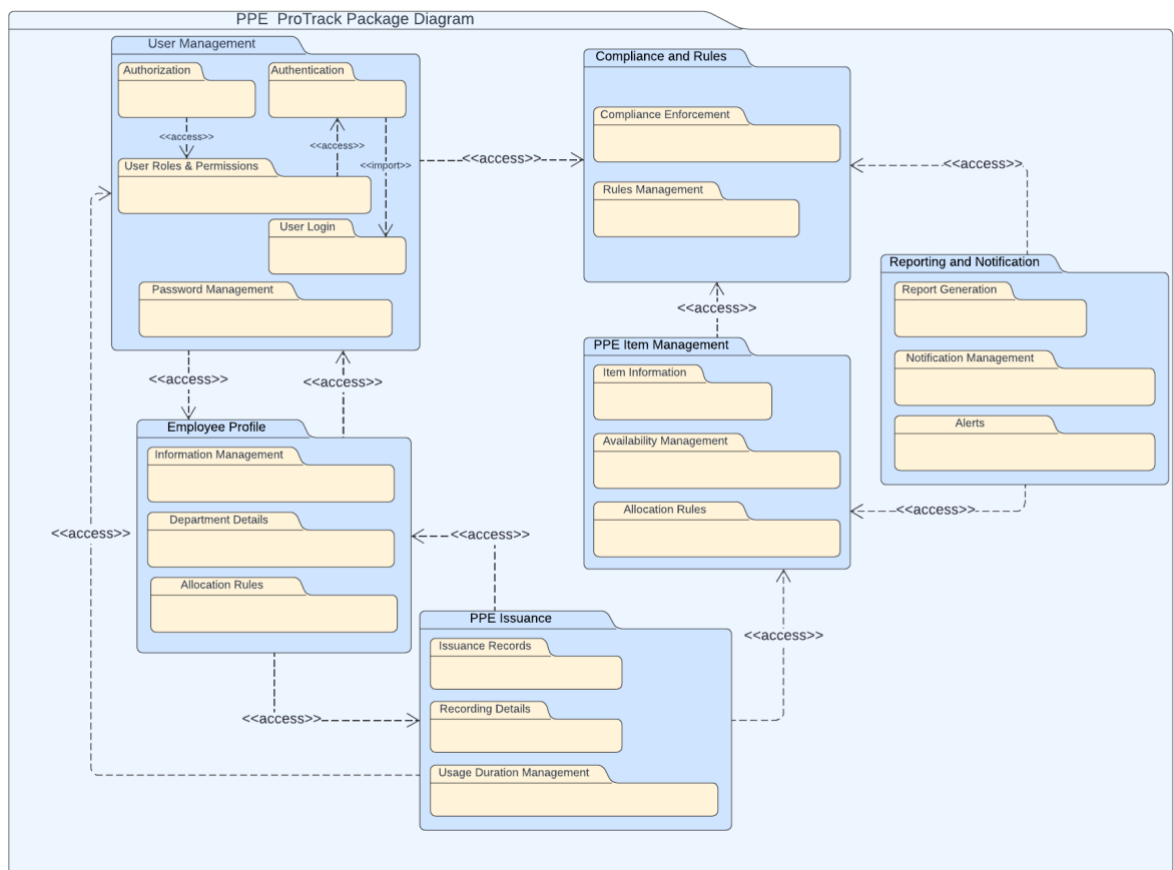 PPE  ProTrack Package Diagram
User Management
Authorization
Authentication
<<access>>
<<access>>
<<import>>
User Roles & Permissions
User Login
Password Management
<<access>>
Compliance and Rules
Compliance Enforcement
Rules Management
<<access>>
Reporting and Notification
Report Generation
Notification Management
Alerts
<<access>>
PPE Item Management
Item Information
Availability Management
Allocation Rules
<<access>>
<<access>>
<<access>>
Employee Profile
Information Management
Department Details
Allocation Rules
<<access>>
<<access>>
<<access>>
PPE Issuance
Issuance Records
Recording Details
Usage Duration Management
<<access>>
<<access>>